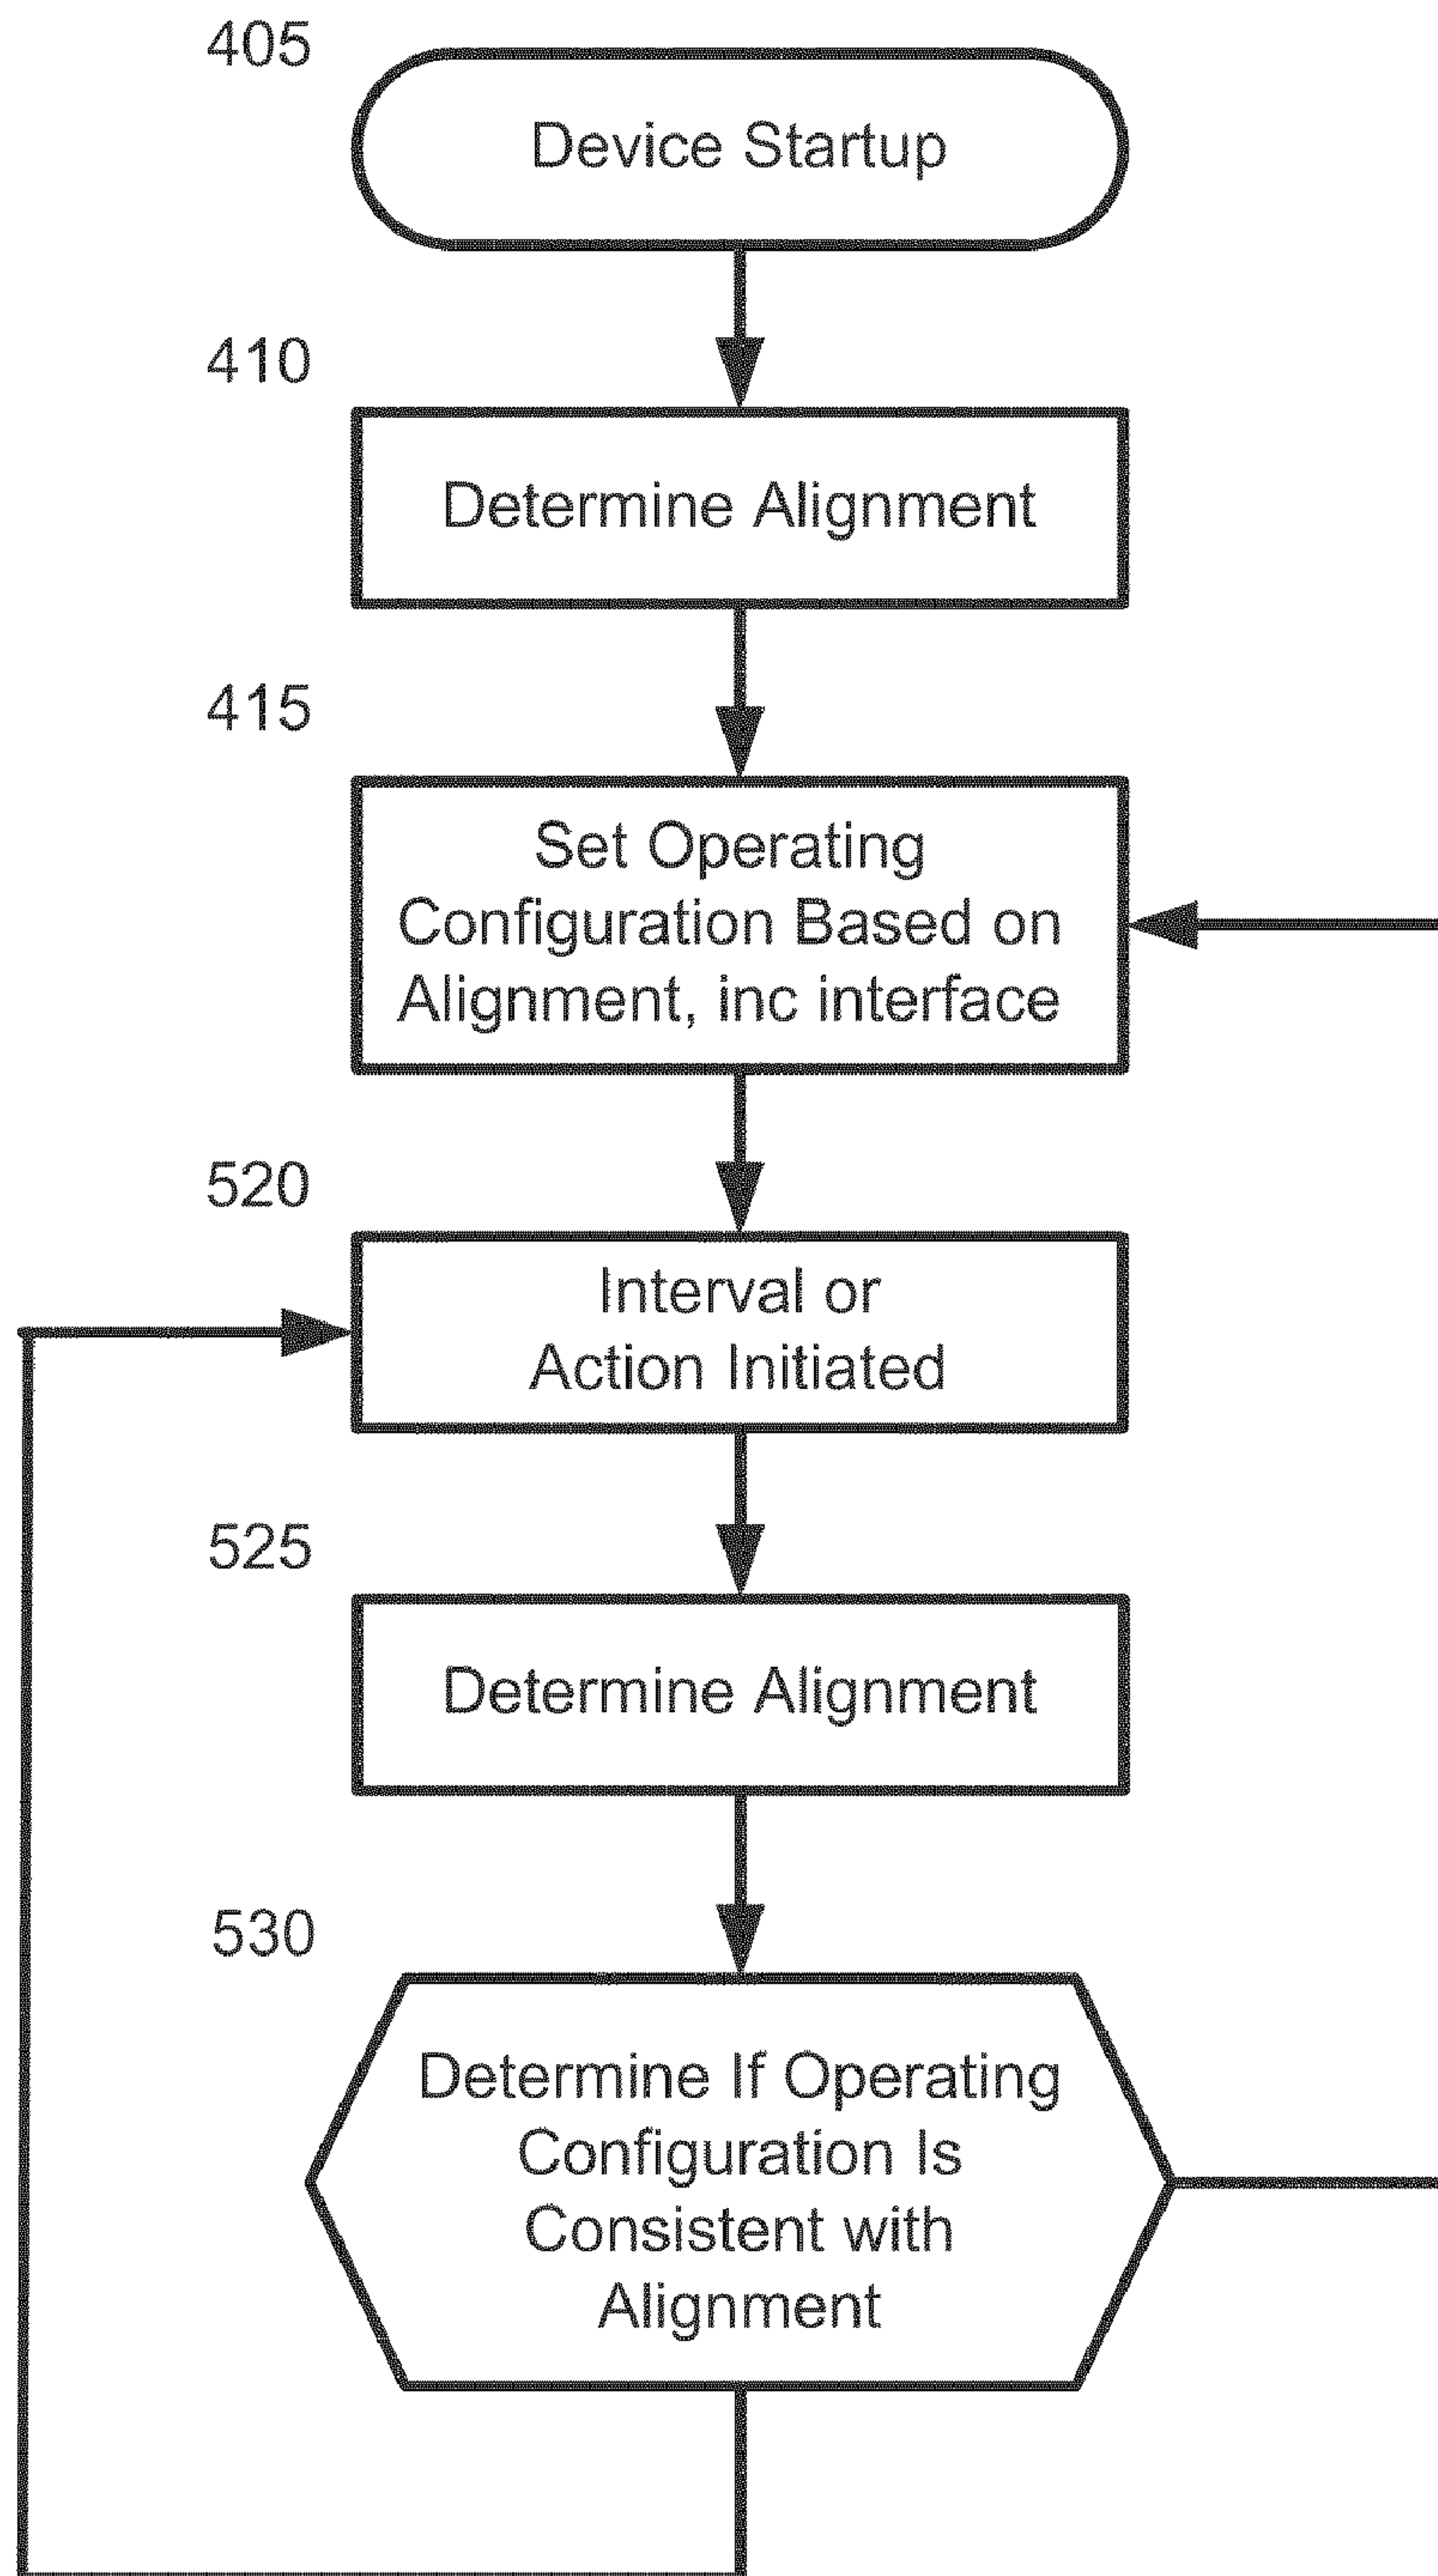 405
Device Startup
410
Determine Alignment
415
Set Operating
Configuration Based on
Alignment, inc interface
520
Interval or
Action Initiated
525
Determine Alignment
530
Determine If Operating
Configuration Is
Consistent with
Alignment